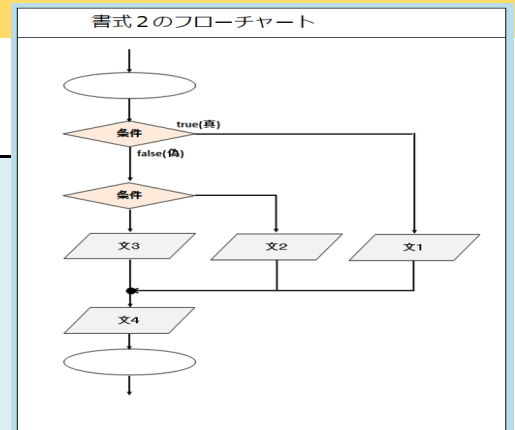 書式２のフローチャート
条件
true(真)
false(偽)
条件
文3
文2
文1
文4